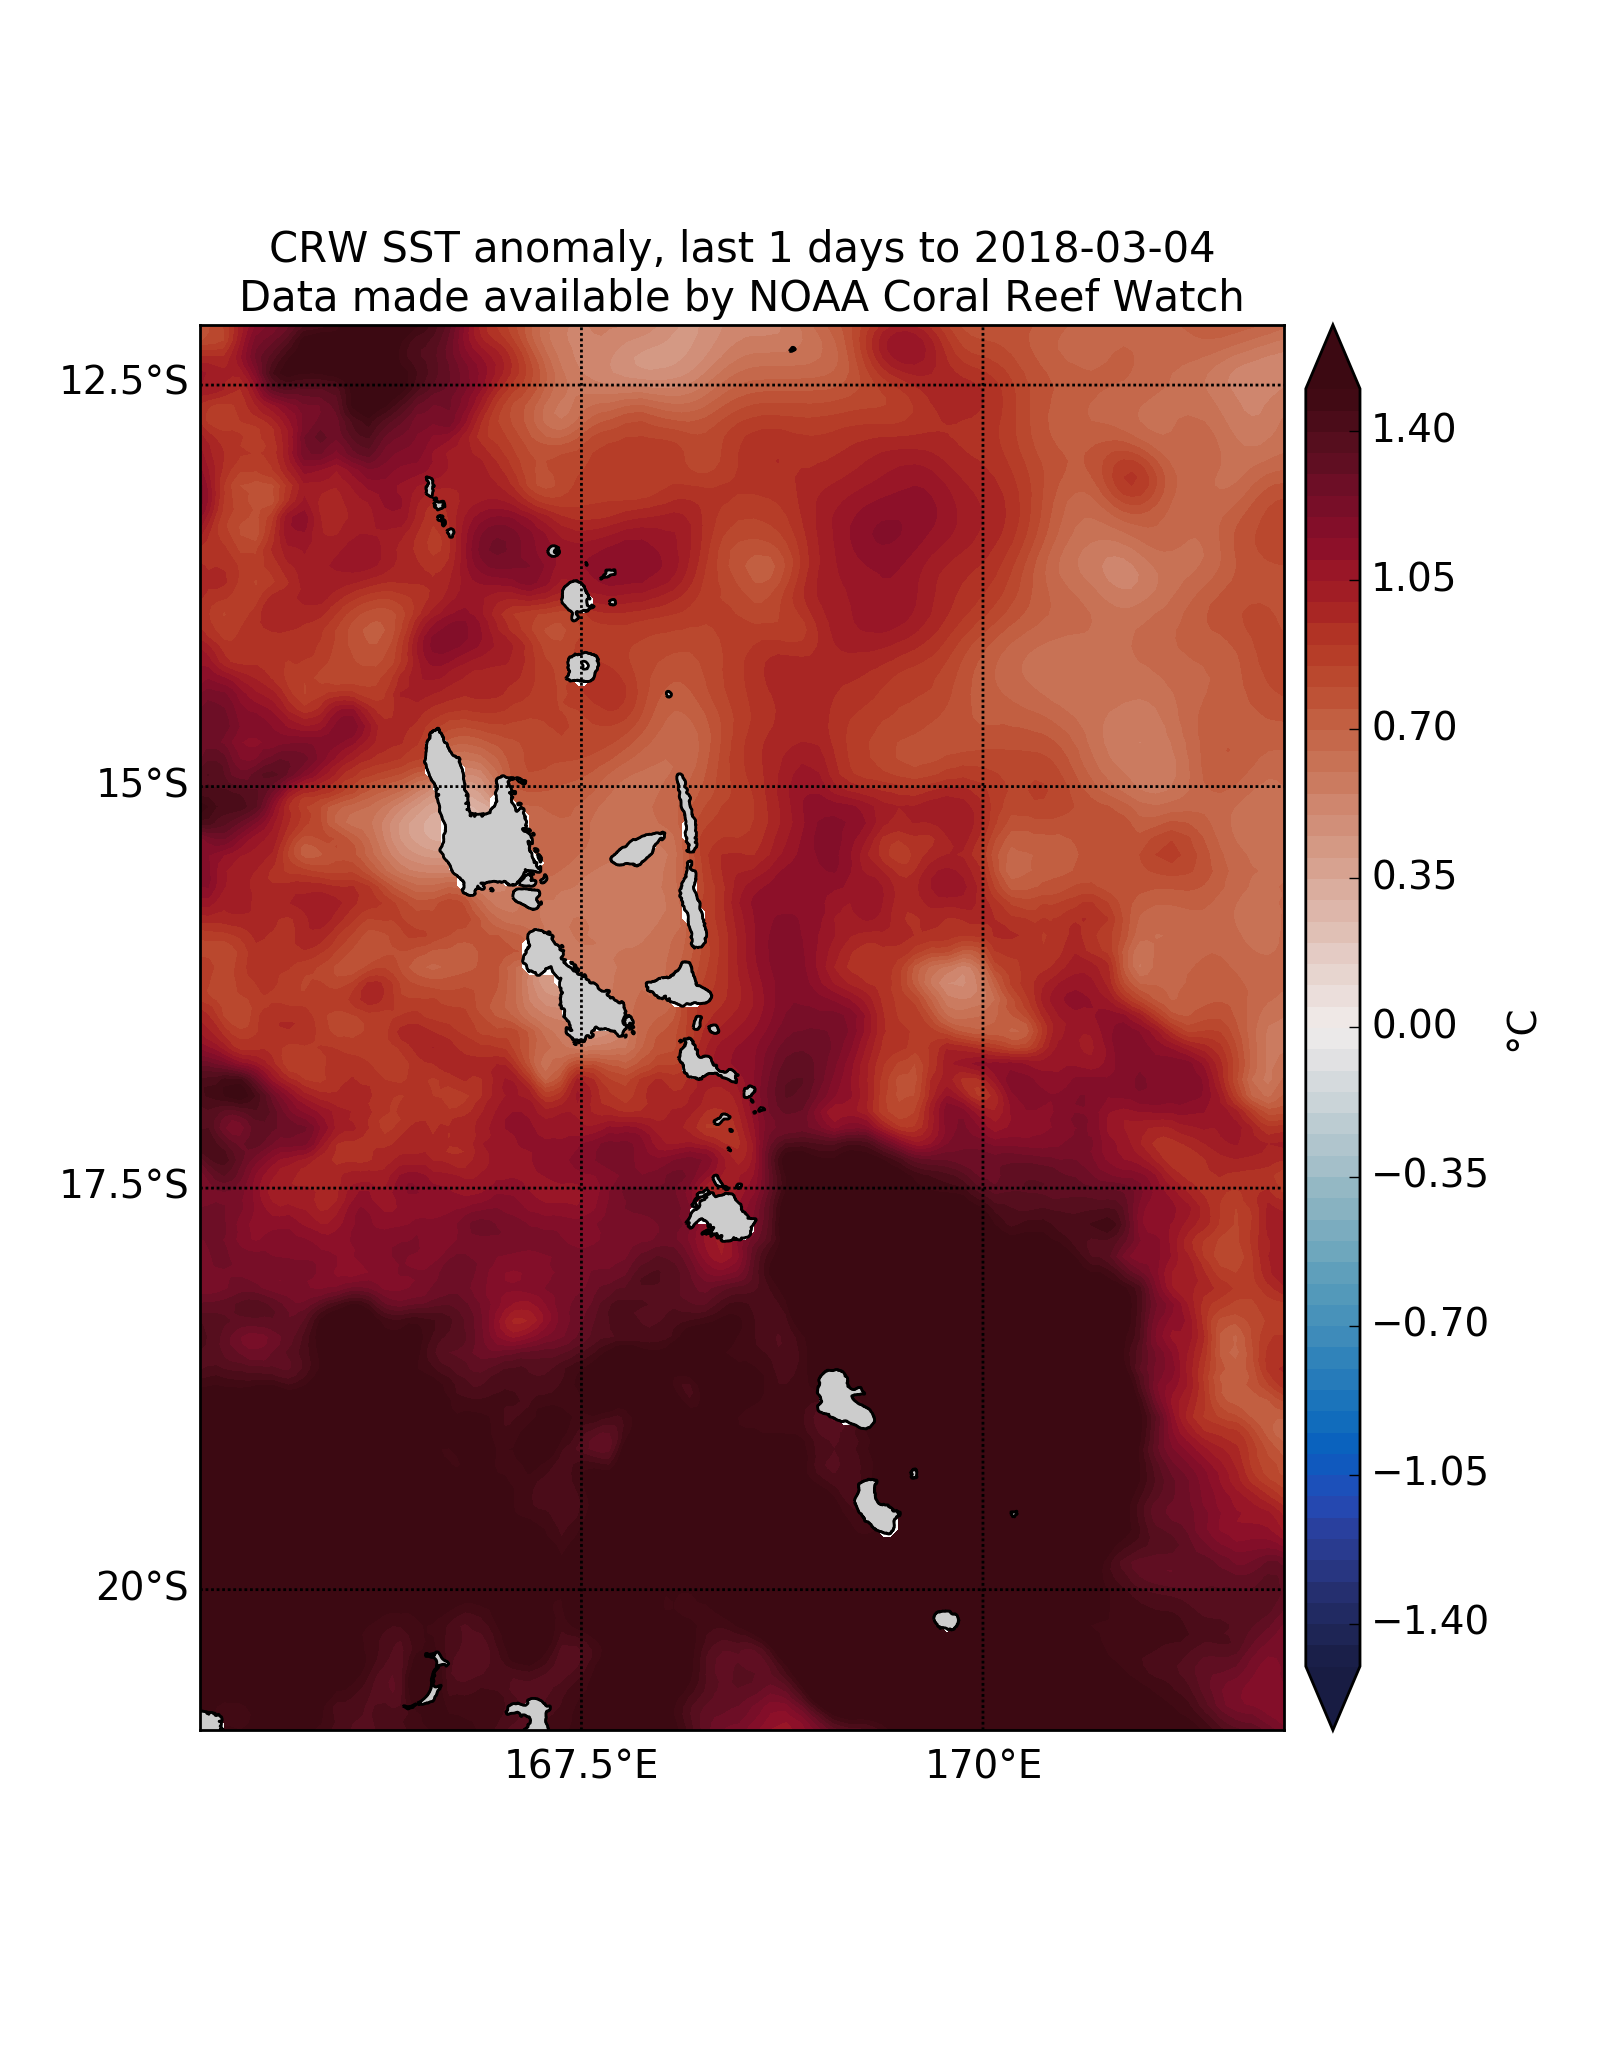 CRW SST anomaly, last 1 days to 2018-03-04
Data made available by NOAA Coral Reef Watch
12.5°S
15°S
17.5°S
20°S
167.5°E
170°E
1.40
1.05
0.70
0.35
0.00
−0.35
−0.70
−1.05
−1.40
°C